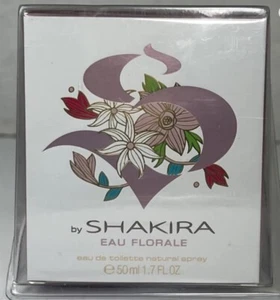 by SHAKIRA
EAU FLORALE
eau de toilette natural spray
℮50ml 1.7 FL.OZ